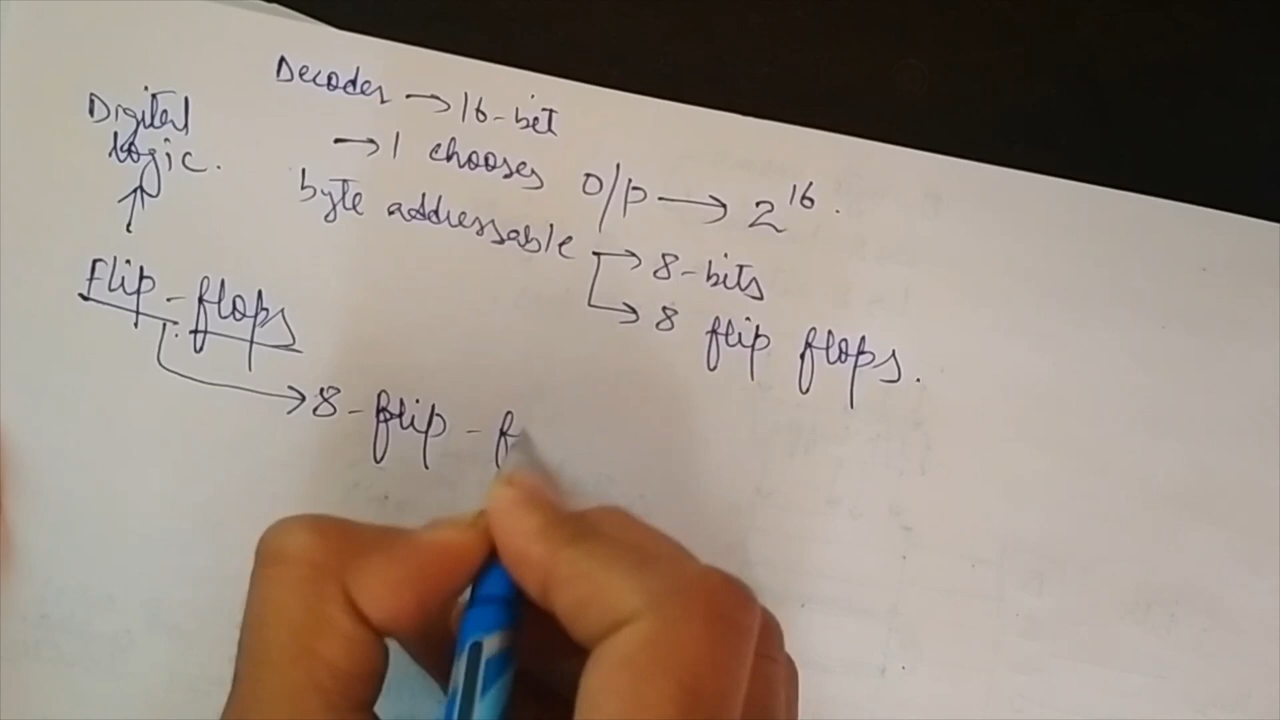 Decoder → 16-bit
→ 1 chooses O/P → 2^16.
byte addressable → 8-bits
→ 8 flip flops.
Digital
logic.
↑
Flip-flops
→ 8-flip-f